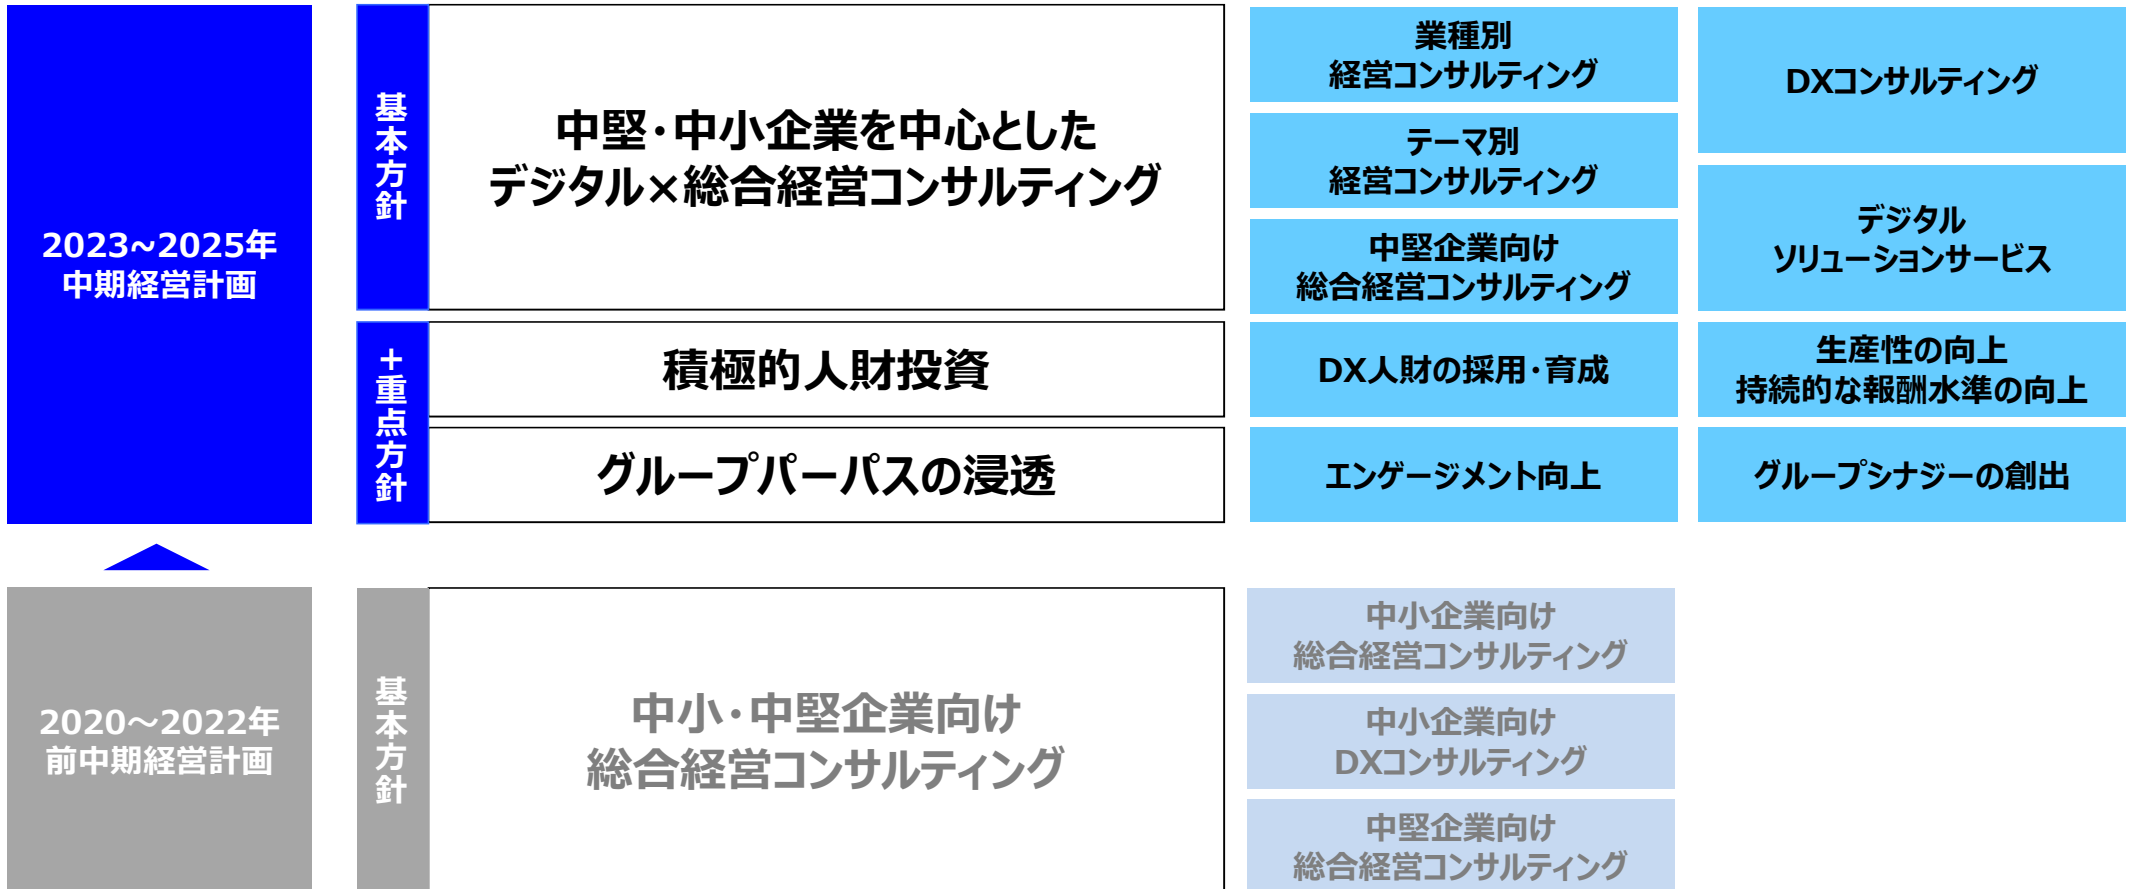 2023~2025年
中期経営計画
基本方針
中堅･中小企業を中心とした
デジタル×総合経営コンサルティング
業種別
経営コンサルティング
テーマ別
経営コンサルティング
中堅企業向け
総合経営コンサルティング
DXコンサルティング
デジタル
ソリューションサービス
＋重点方針
積極的人財投資
DX人財の採用･育成
生産性の向上
持続的な報酬水準の向上
グループパーパスの浸透
エンゲージメント向上
グループシナジーの創出
2020～2022年
前中期経営計画
基本方針
中小･中堅企業向け
総合経営コンサルティング
中小企業向け
総合経営コンサルティング
中小企業向け
DXコンサルティング
中堅企業向け
総合経営コンサルティング